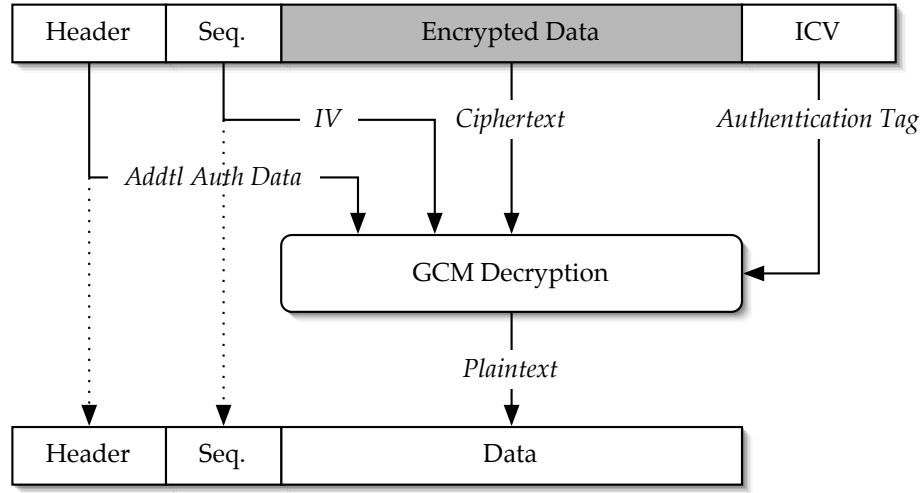 Header Seq. Encrypted Data ICV
IV Ciphertext Authentication Tag
Addtl Auth Data
GCM Decryption
Plaintext
Header Seq. Data